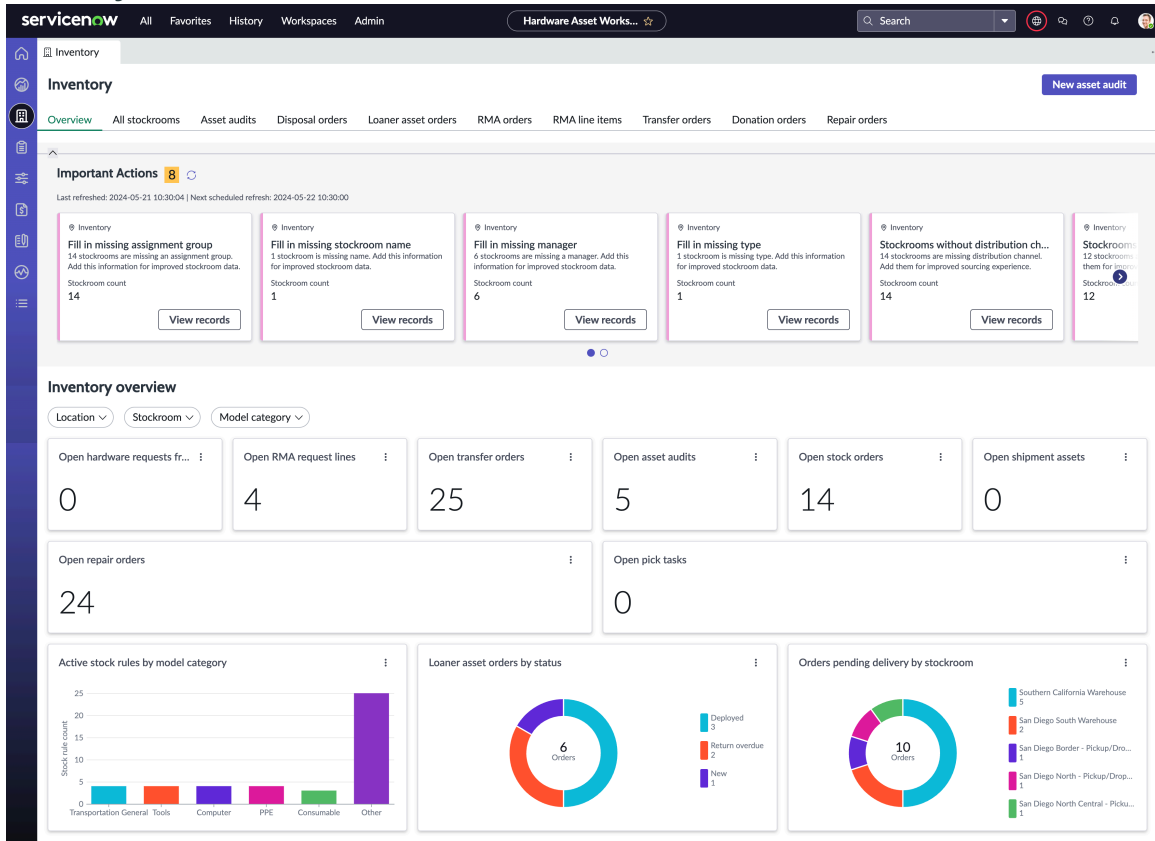 servicenow All Favorites History Workspaces Admin Hardware Asset Works... Search
Inventory
Inventory New asset audit
Overview All stockrooms Asset audits Disposal orders Loaner asset orders RMA orders RMA line items Transfer orders Donation orders Repair orders
Important Actions 8
Last refreshed: 2024-05-21 10:30:04 | Next scheduled refresh: 2024-05-22 10:30:00
Inventory
Fill in missing assignment group
14 stockrooms are missing an assignment group.
Add this information for improved stockroom data.
Stockroom count
14
View records
Inventory
Fill in missing stockroom name
1 stockroom is missing name. Add this information
for improved stockroom data.
Stockroom count
1
View records
Inventory
Fill in missing manager
6 stockrooms are missing a manager. Add this
information for improved stockroom data.
Stockroom count
6
View records
Inventory
Fill in missing type
1 stockroom is missing type. Add this information
for improved stockroom data.
Stockroom count
1
View records
Inventory
Stockrooms without distribution ch...
14 stockrooms are missing distribution channel.
Add them for improved sourcing experience.
Stockroom count
14
View records
Inventory
Stockrooms
12 stockrooms
them for
Stockroom
12
Inventory overview
Location Stockroom Model category
Open hardware requests fr...
0
Open RMA request lines
4
Open transfer orders
25
Open asset audits
5
Open stock orders
14
Open shipment assets
0
Open repair orders
24
Open pick tasks
0
Active stock rules by model category
Stock rule count
25
20
15
10
5
0
Transportation General Tools Computer PPE Consumable Other
Loaner asset orders by status
6
Orders
Deployed
3
Return overdue
2
New
1
Orders pending delivery by stockroom
10
Orders
Southern California Warehouse
5
San Diego South Warehouse
2
San Diego Border - Pickup/Dro...
1
San Diego North - Pickup/Drop...
1
San Diego North Central - Picku...
1